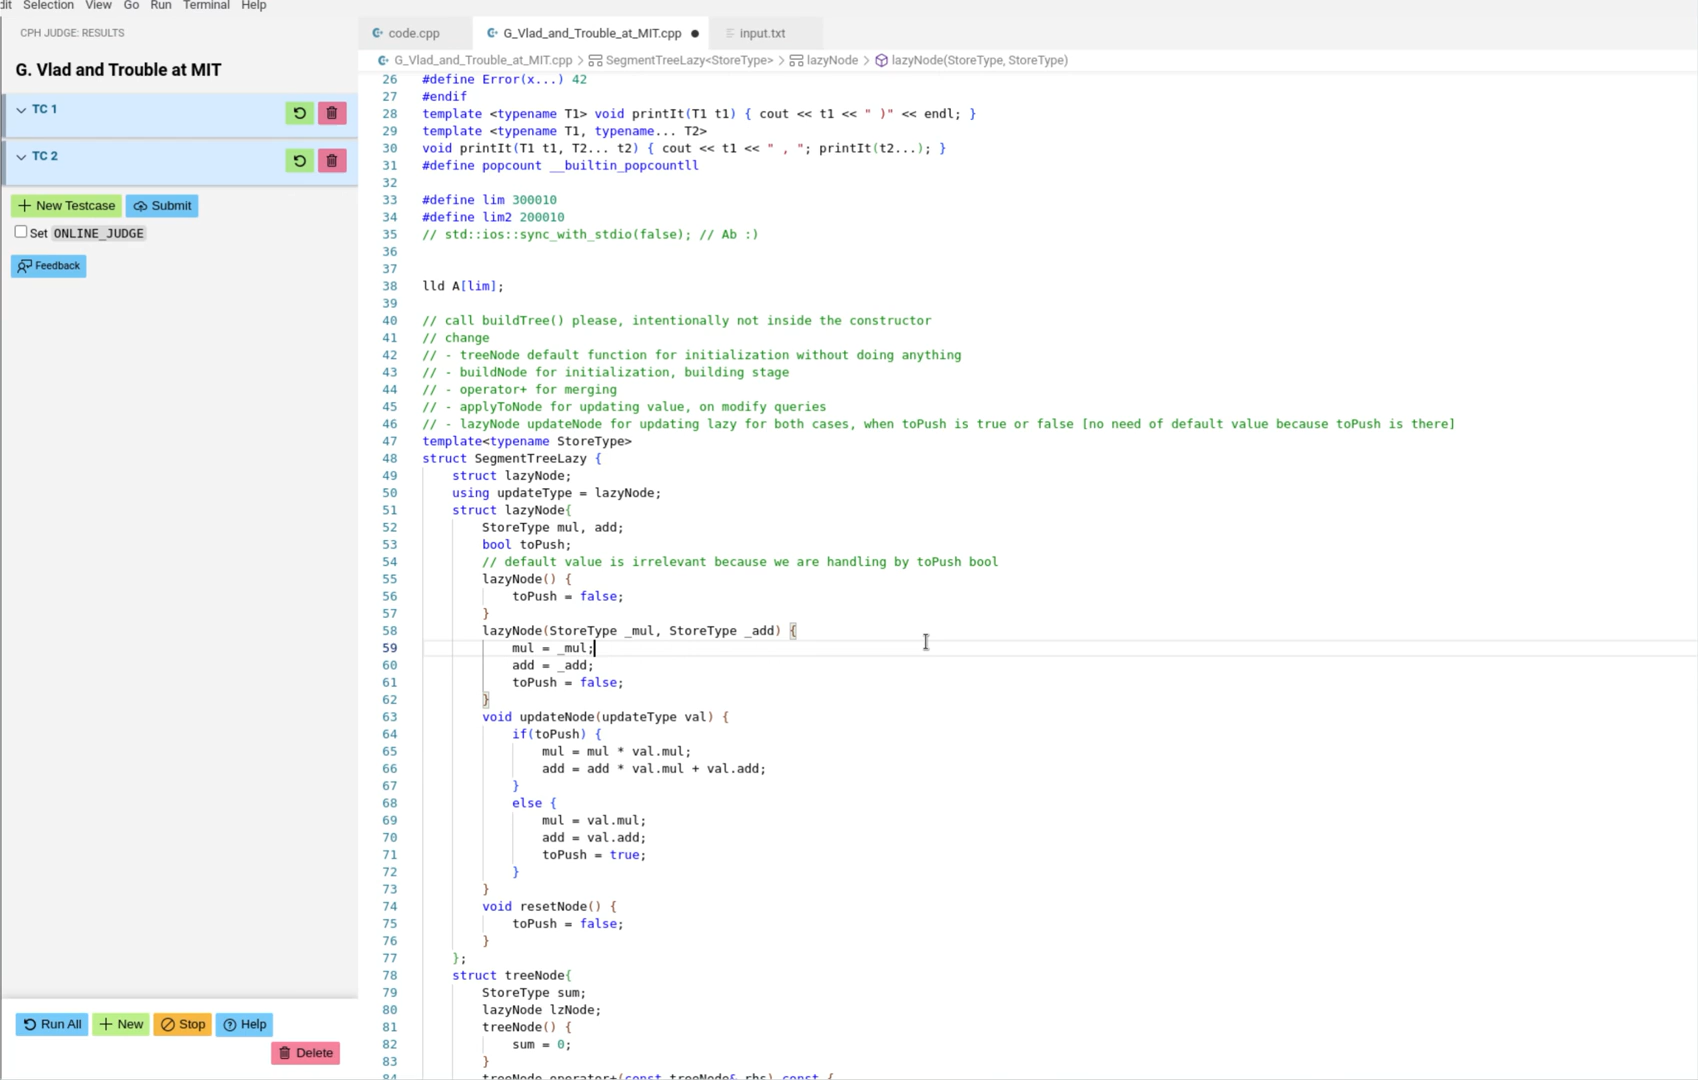 dit Selection View Go Run Terminal Help
CPH JUDGE: RESULTS
G. Vlad and Trouble at MIT
TC 1
TC 2
New Testcase Submit
Set ONLINE_JUDGE
Feedback
Run All New Stop Help
Delete
code.cpp G_Vlad_and_Trouble_at_MIT.cpp input.txt
G_Vlad_and_Trouble_at_MIT.cpp > SegmentTreeLazy<StoreType> > lazyNode > lazyNode(StoreType, StoreType)
26 #define Error(x...) 42
27 #endif
28 template <typename T1> void printIt(T1 t1) { cout << t1 << " )" << endl; }
29 template <typename T1, typename... T2>
30 void printIt(T1 t1, T2... t2) { cout << t1 << " , "; printIt(t2...); }
31 #define popcount __builtin_popcountll
32
33 #define lim 300010
34 #define lim2 200010
35 // std::ios::sync_with_stdio(false); // Ab :)
36
37
38 lld A[lim];
39
40 // call buildTree() please, intentionally not inside the constructor
41 // change
42 // - treeNode default function for initialization without doing anything
43 // - buildNode for initialization, building stage
44 // - operator+ for merging
45 // - applyToNode for updating value, on modify queries
46 // - lazyNode updateNode for updating lazy for both cases, when toPush is true or false [no need of default value because toPush is there]
47 template<typename StoreType>
48 struct SegmentTreeLazy {
49 struct lazyNode;
50 using updateType = lazyNode;
51 struct lazyNode{
52 StoreType mul, add;
53 bool toPush;
54 // default value is irrelevant because we are handling by toPush bool
55 lazyNode() {
56 toPush = false;
57 }
58 lazyNode(StoreType _mul, StoreType _add) {
59 mul = _mul;
60 add = _add;
61 toPush = false;
62 }
63 void updateNode(updateType val) {
64 if(toPush) {
65 mul = mul * val.mul;
66 add = add * val.mul + val.add;
67 }
68 else {
69 mul = val.mul;
70 add = val.add;
71 toPush = true;
72 }
73 }
74 void resetNode() {
75 toPush = false;
76 }
77 };
78 struct treeNode{
79 StoreType sum;
80 lazyNode lzNode;
81 treeNode() {
82 sum = 0;
83 }
84 treeNode operator+(const treeNode& rhs) const {